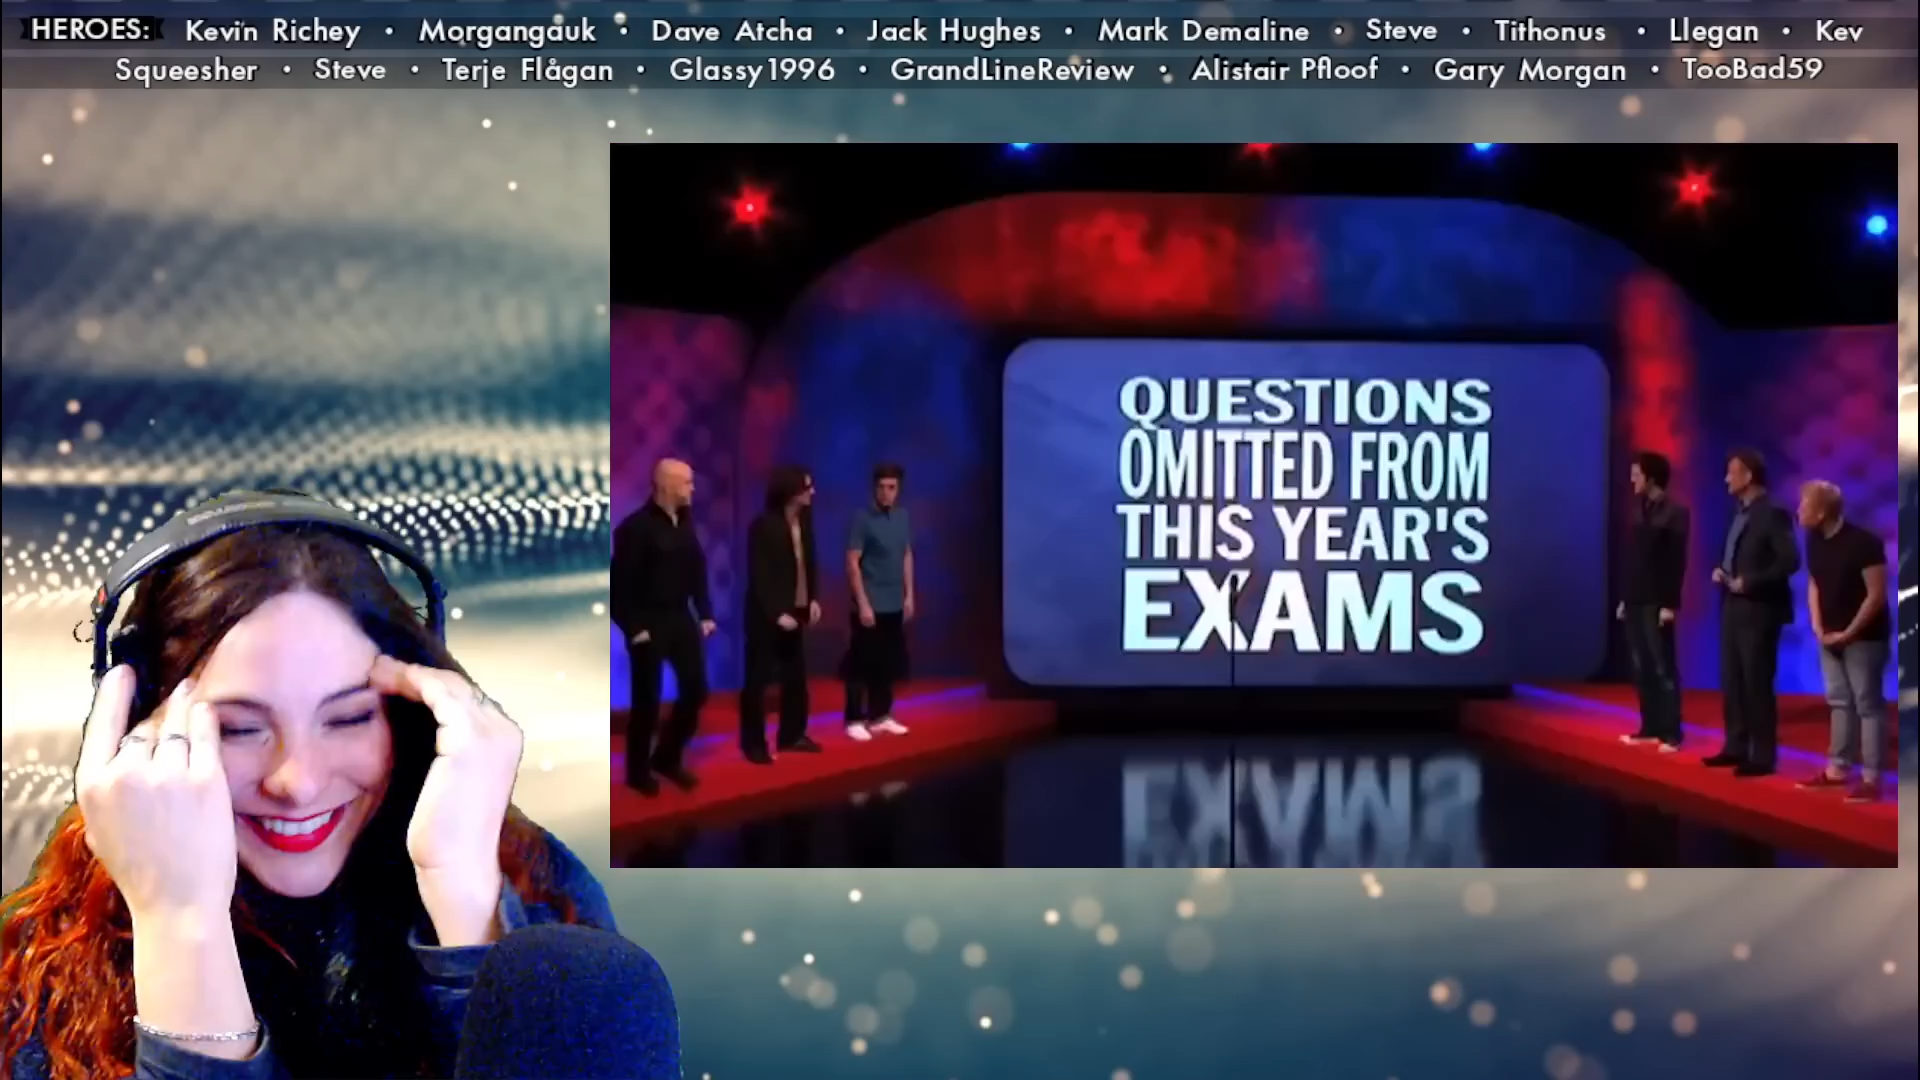 HEROES: Kevin Richey • Morgangauk • Dave Atcha • Jack Hughes • Mark Demaline • Steve • Tithonus • Llegan • Kev
Squeesher • Steve • Terje Flågan • Glassy1996 • GrandLineReview • Alistair Pfloof • Gary Morgan • TooBad59
QUESTIONS
OMITTED FROM
THIS YEAR'S
EXAMS